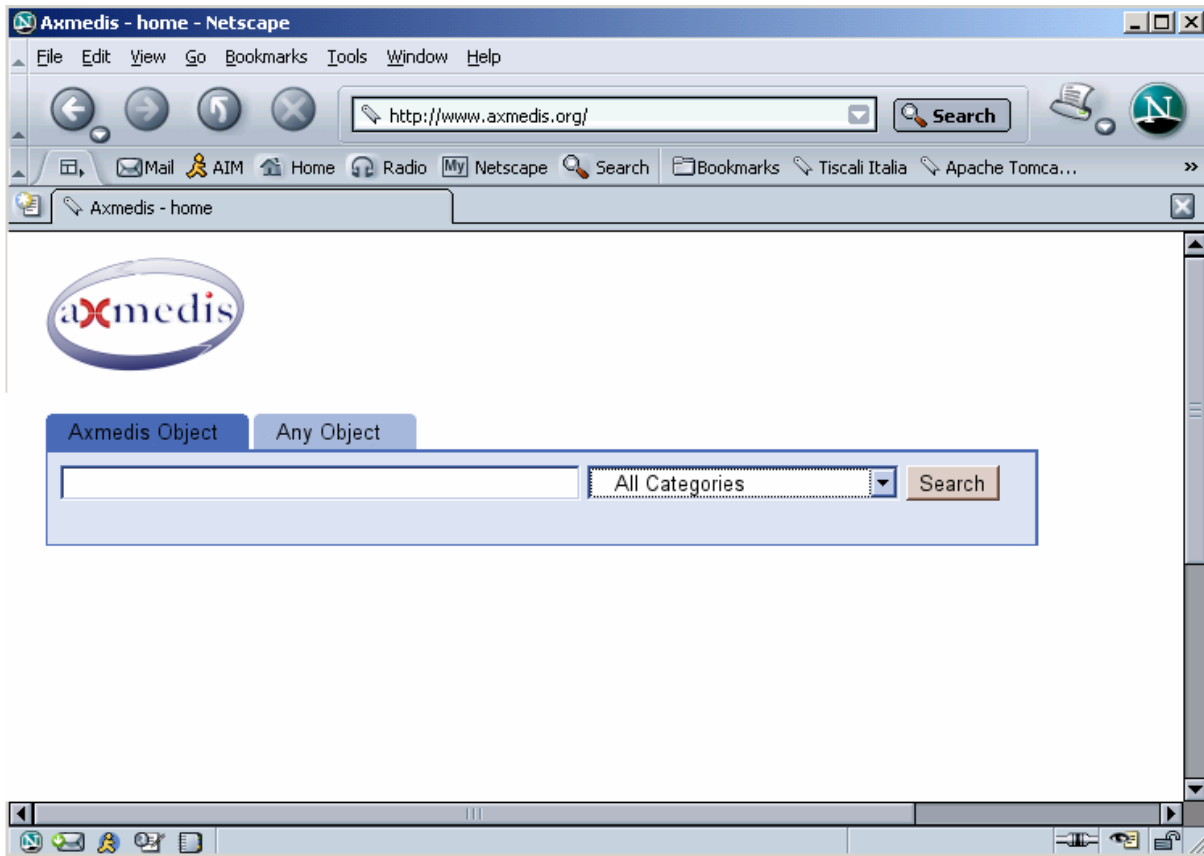 Axmedis - home - Netscape
File Edit View Go Bookmarks Tools Window Help
http://www.axmedis.org/ Search N
Mail AIM Home Radio My Netscape Search Bookmarks Tiscali Italia Apache Tomca... »
Axmedis - home
axmedis
Axmedis Object Any Object
All Categories Search